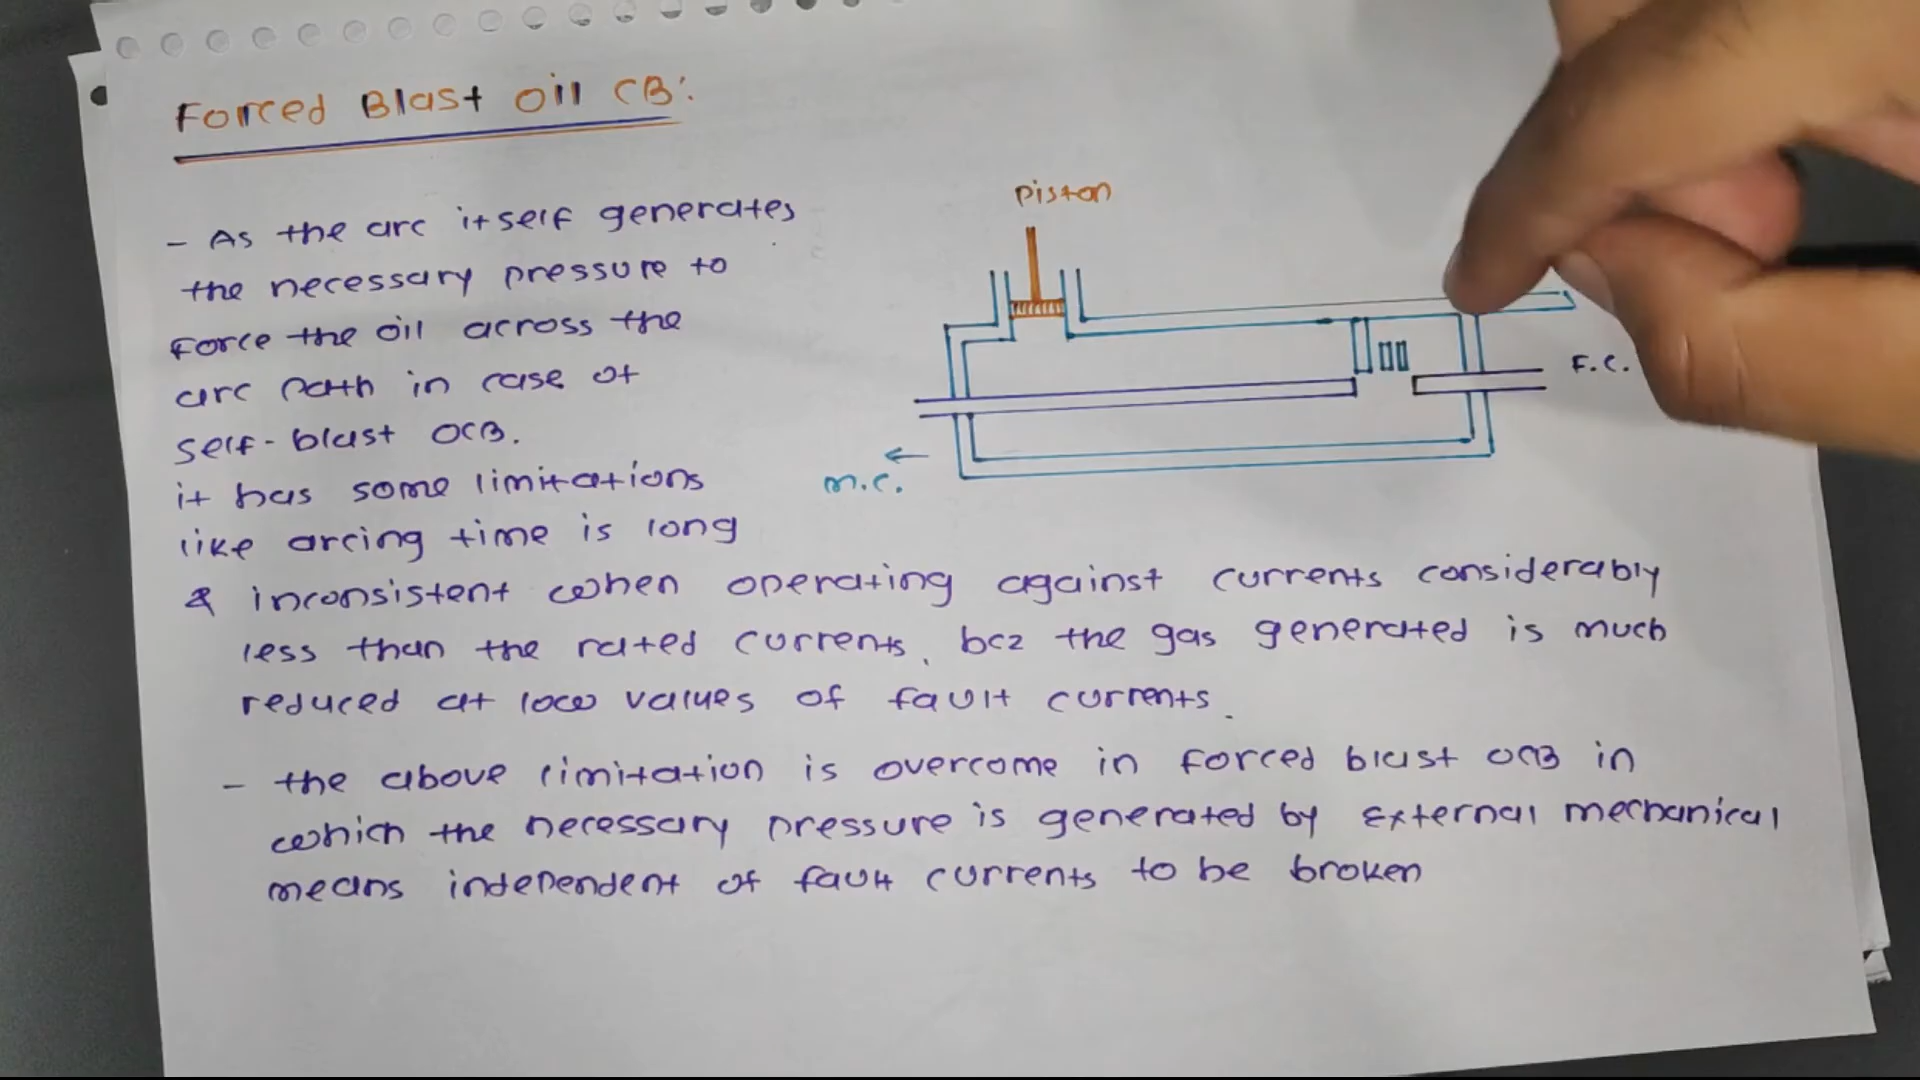 Forced Blast Oil CB:
- As the arc itself generates
the necessary pressure to
force the oil across the
arc path in case of
self-blast OCB.
it has some limitations
like arcing time is long
& inconsistent when operating against currents considerably
less than the rated currents, bcz the gas generated is much
reduced at low values of fault currents.
- the above limitation is overcome in forced blast OCB in
which the necessary pressure is generated by External mechanical
means independent of fault currents to be broken
Piston
F.C.
M.C.